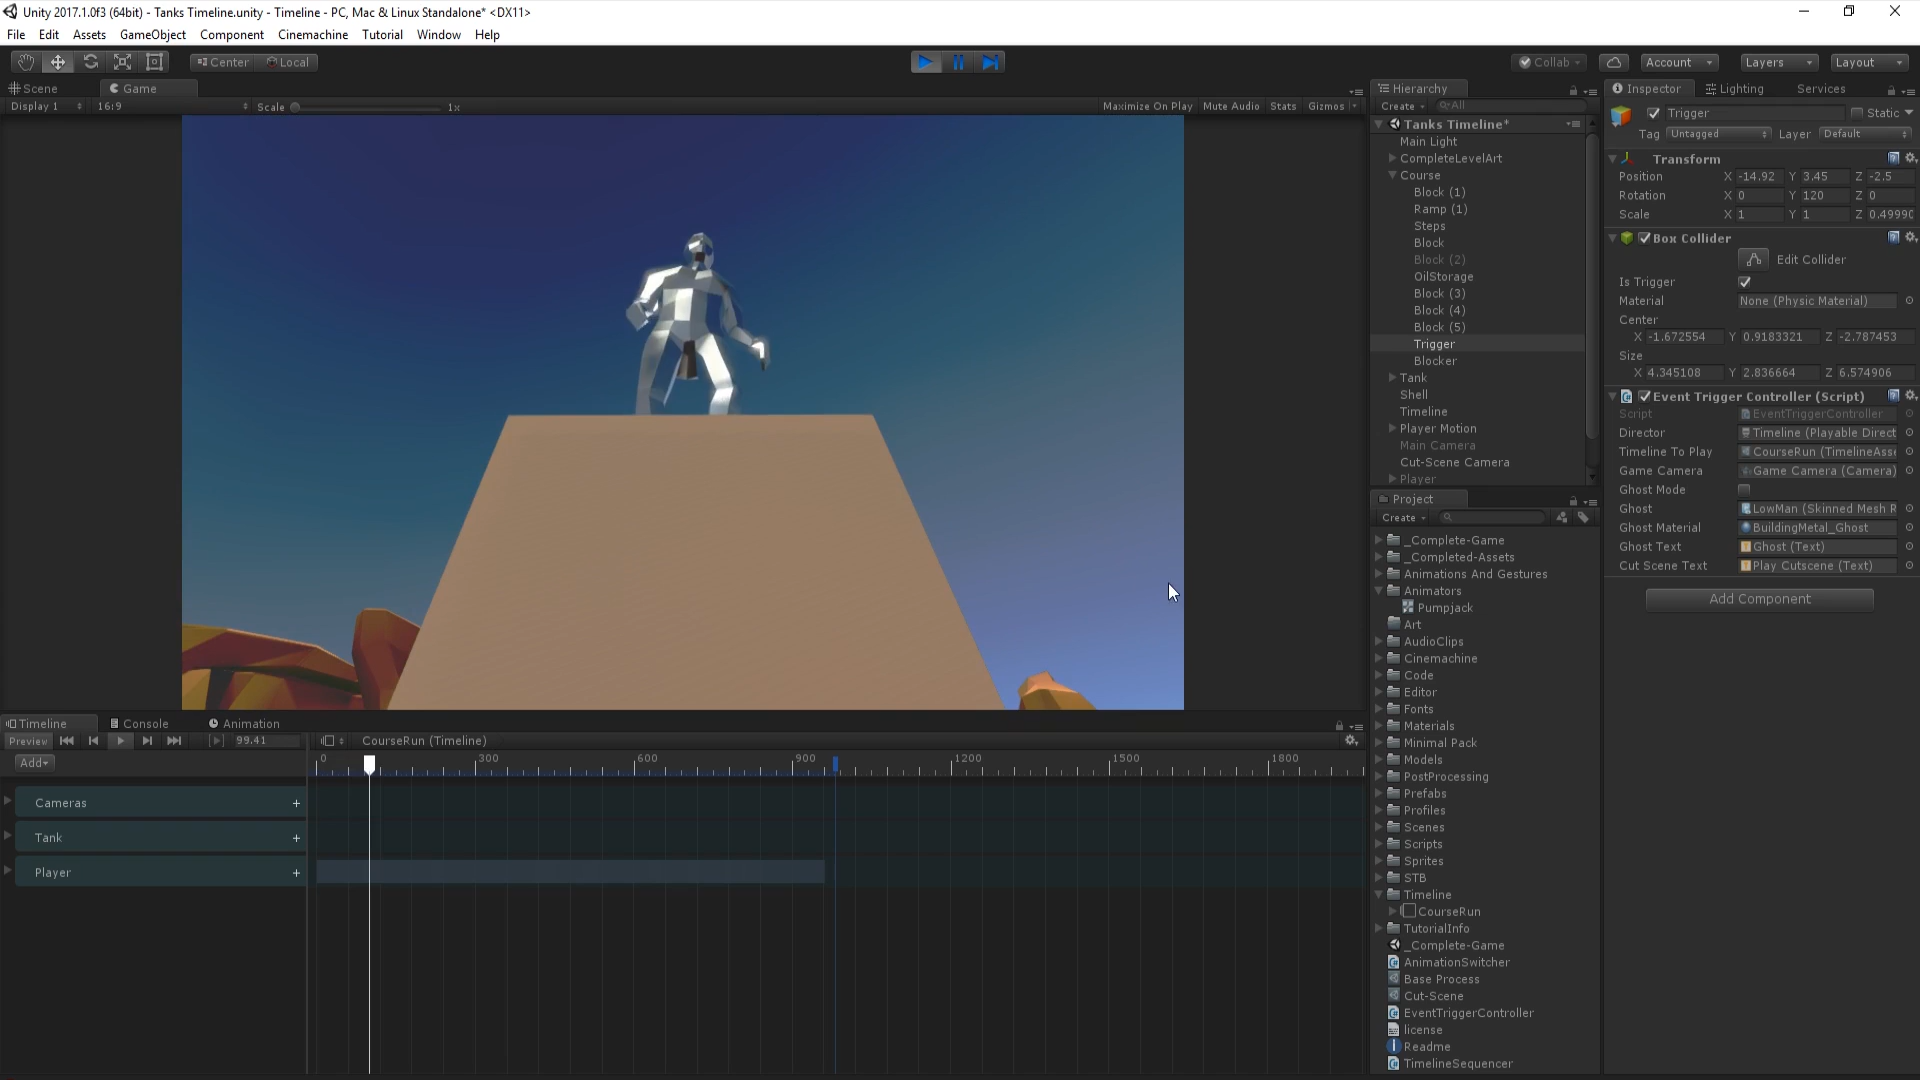 Unity 2017.1.0f3 (64bit) - Tanks Timeline.unity - Timeline - PC, Mac & Linux Standalone* <DX11>
File Edit Assets GameObject Component Cinemachine Tutorial Window Help
Center Local Collab Account Layers Layout
Scene Game
Display 1 16:9 Scale 1x Maximize On Play Mute Audio Stats Gizmos
Hierarchy
Create All
Tanks Timeline*
Main Light
CompleteLevelArt
Course
Block (1)
Ramp (1)
Steps
Block
Block (2)
OilStorage
Block (3)
Block (4)
Block (5)
Trigger
Blocker
Tank
Shell
Timeline
Player Motion
Main Camera
Cut-Scene Camera
Player
Project
Create
_Complete-Game
_Completed-Assets
Animations And Gestures
Animators
Pumpjack
Art
AudioClips
Cinemachine
Code
Editor
Fonts
Materials
Minimal Pack
Models
PostProcessing
Prefabs
Profiles
Scenes
Scripts
Sprites
STB
Timeline
CourseRun
TutorialInfo
_Complete-Game
AnimationSwitcher
Base Process
Cut-Scene
EventTriggerController
license
Readme
TimelineSequencer
Inspector Lighting Services
Trigger Static
Tag Untagged Layer Default
Transform
Position X -14.92 Y 3.45 Z -2.5
Rotation X 0 Y 120 Z 0
Scale X 1 Y 1 Z 0.49990
Box Collider
Edit Collider
Is Trigger
Material None (Physic Material)
Center
X -1.672554 Y 0.9183321 Z -2.787453
Size
X 4.345108 Y 2.836664 Z 6.574906
Event Trigger Controller (Script)
Script EventTriggerController
Director Timeline (Playable Direct
Timeline To Play CourseRun (TimelineAsse
Game Camera Game Camera (Camera)
Ghost Mode
Ghost LowMan (Skinned Mesh R
Ghost Material BuildingMetal_Ghost
Ghost Text Ghost (Text)
Cut Scene Text Play Cutscene (Text)
Add Component
Timeline Console Animation
Preview 99.41 CourseRun (Timeline)
Add
0 300 600 900 1200 1500 1800
Cameras
Tank
Player